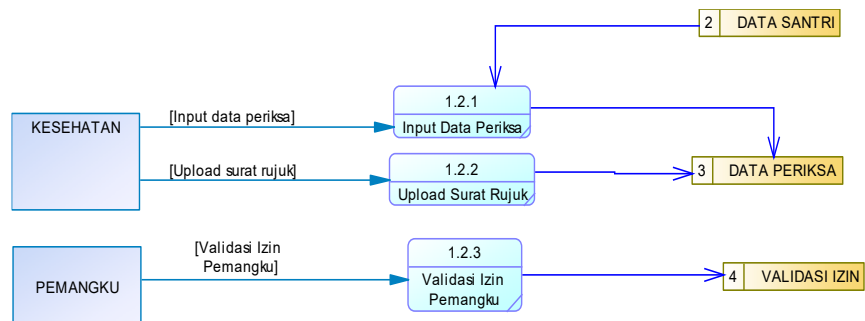 2 DATA SANTRI
1.2.1
KESEHATAN
[Input data periksa]
Input Data Periksa
[Upload surat rujuk]
1.2.2
Upload Surat Rujuk
3 DATA PERIKSA
[Validasi Izin
Pemangku]
1.2.3
PEMANGKU
Validasi Izin
Pemangku
4 VALIDASI IZIN